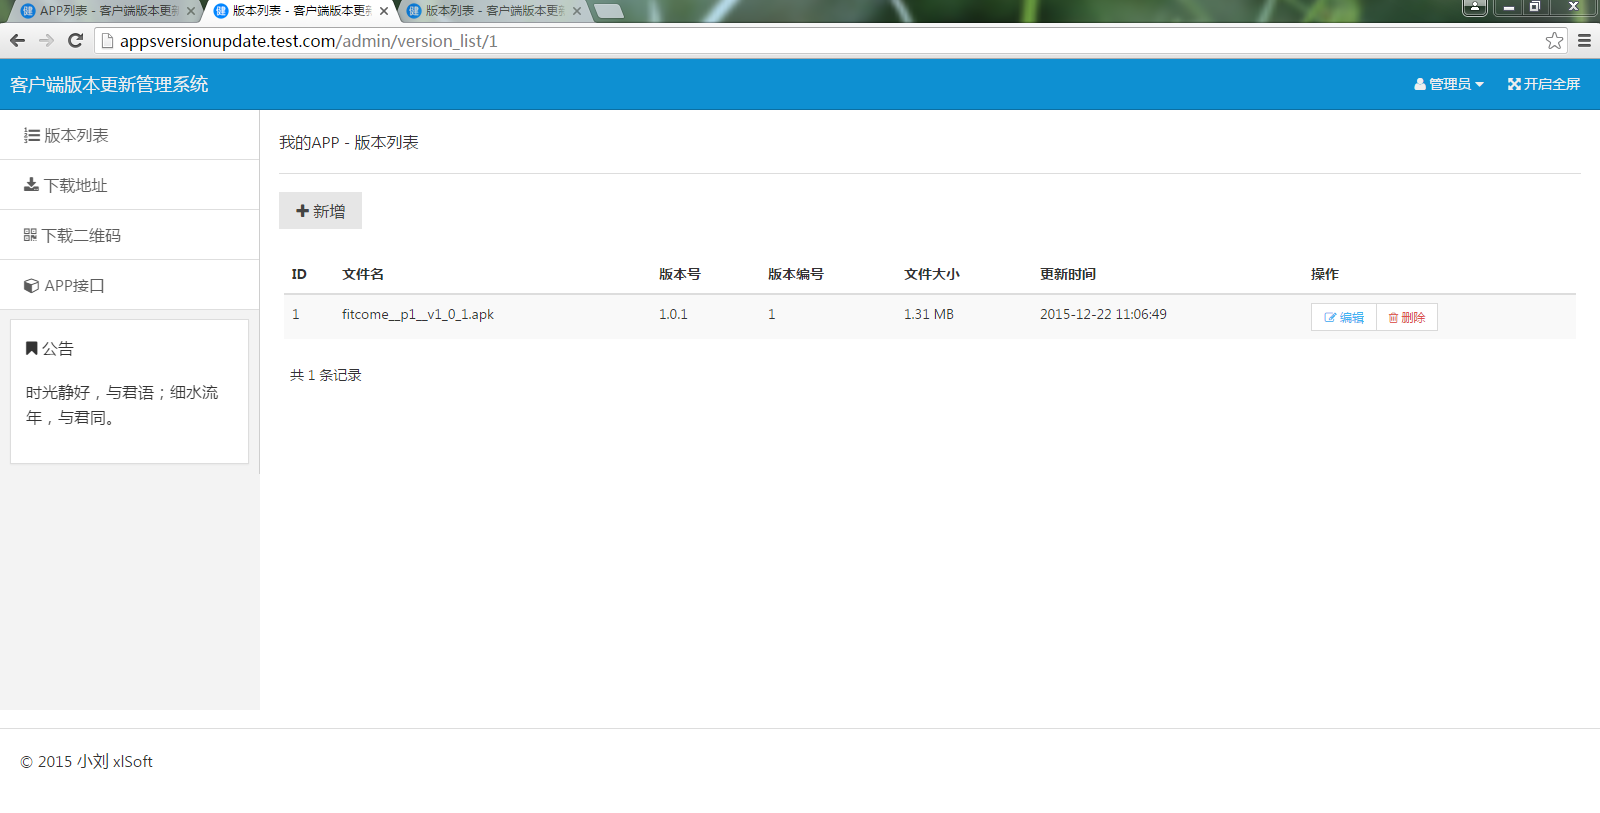 APP列表 - 客户端版本更新
版本列表 - 客户端版本更新
版本列表 - 客户端版本更新
appsversionupdate.test.com/admin/version_list/1
客户端版本更新管理系统
管理员
开启全屏
版本列表
下载地址
下载二维码
APP接口
公告
时光静好，与君语；细水流
年，与君同。
我的APP - 版本列表
新增
ID 文件名 版本号 版本编号 文件大小 更新时间 操作
1 fitcome__p1__v1_0_1.apk 1.0.1 1 1.31 MB 2015-12-22 11:06:49 编辑 删除
共 1 条记录
© 2015 小刘 xlSoft